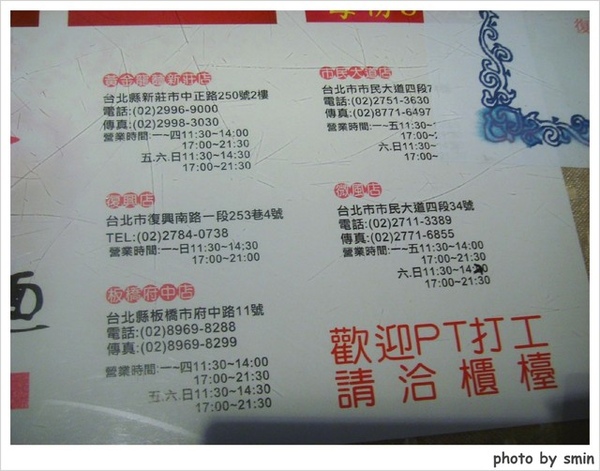 黃金龍麵新莊店
台北縣新莊市中正路250號2樓
電話:(02)2996-9000
傳真:(02)2998-3030
營業時間:一~四11:30~14:00
17:00~21:30
五.六.日11:30~14:30
17:00~21:30
復興店
台北市復興南路一段253巷4號
TEL:(02)2784-0738
營業時間:一~日11:30~14:30
17:00~21:00
板橋府中店
台北縣板橋市府中路11號
電話:(02)8969-8288
傳真:(02)8969-8299
營業時間:一~四11:30~14:00
17:00~21:30
五.六.日11:30~14:30
17:00~21:30
市民大道店
台北市市民大道四段
電話:(02)2751-3630
傳真:(02)8771-6497
營業時間:一~五11:30~
17:00~
六.日11:30~
17:00~
微風店
台北市市民大道四段34號
電話:(02)2711-3389
傳真:(02)2771-6855
營業時間:一~五11:30~14:00
17:00~21:30
六.日11:30~14:30
17:00~21:30
歡迎PT打工
請洽櫃檯
復
photo by smin